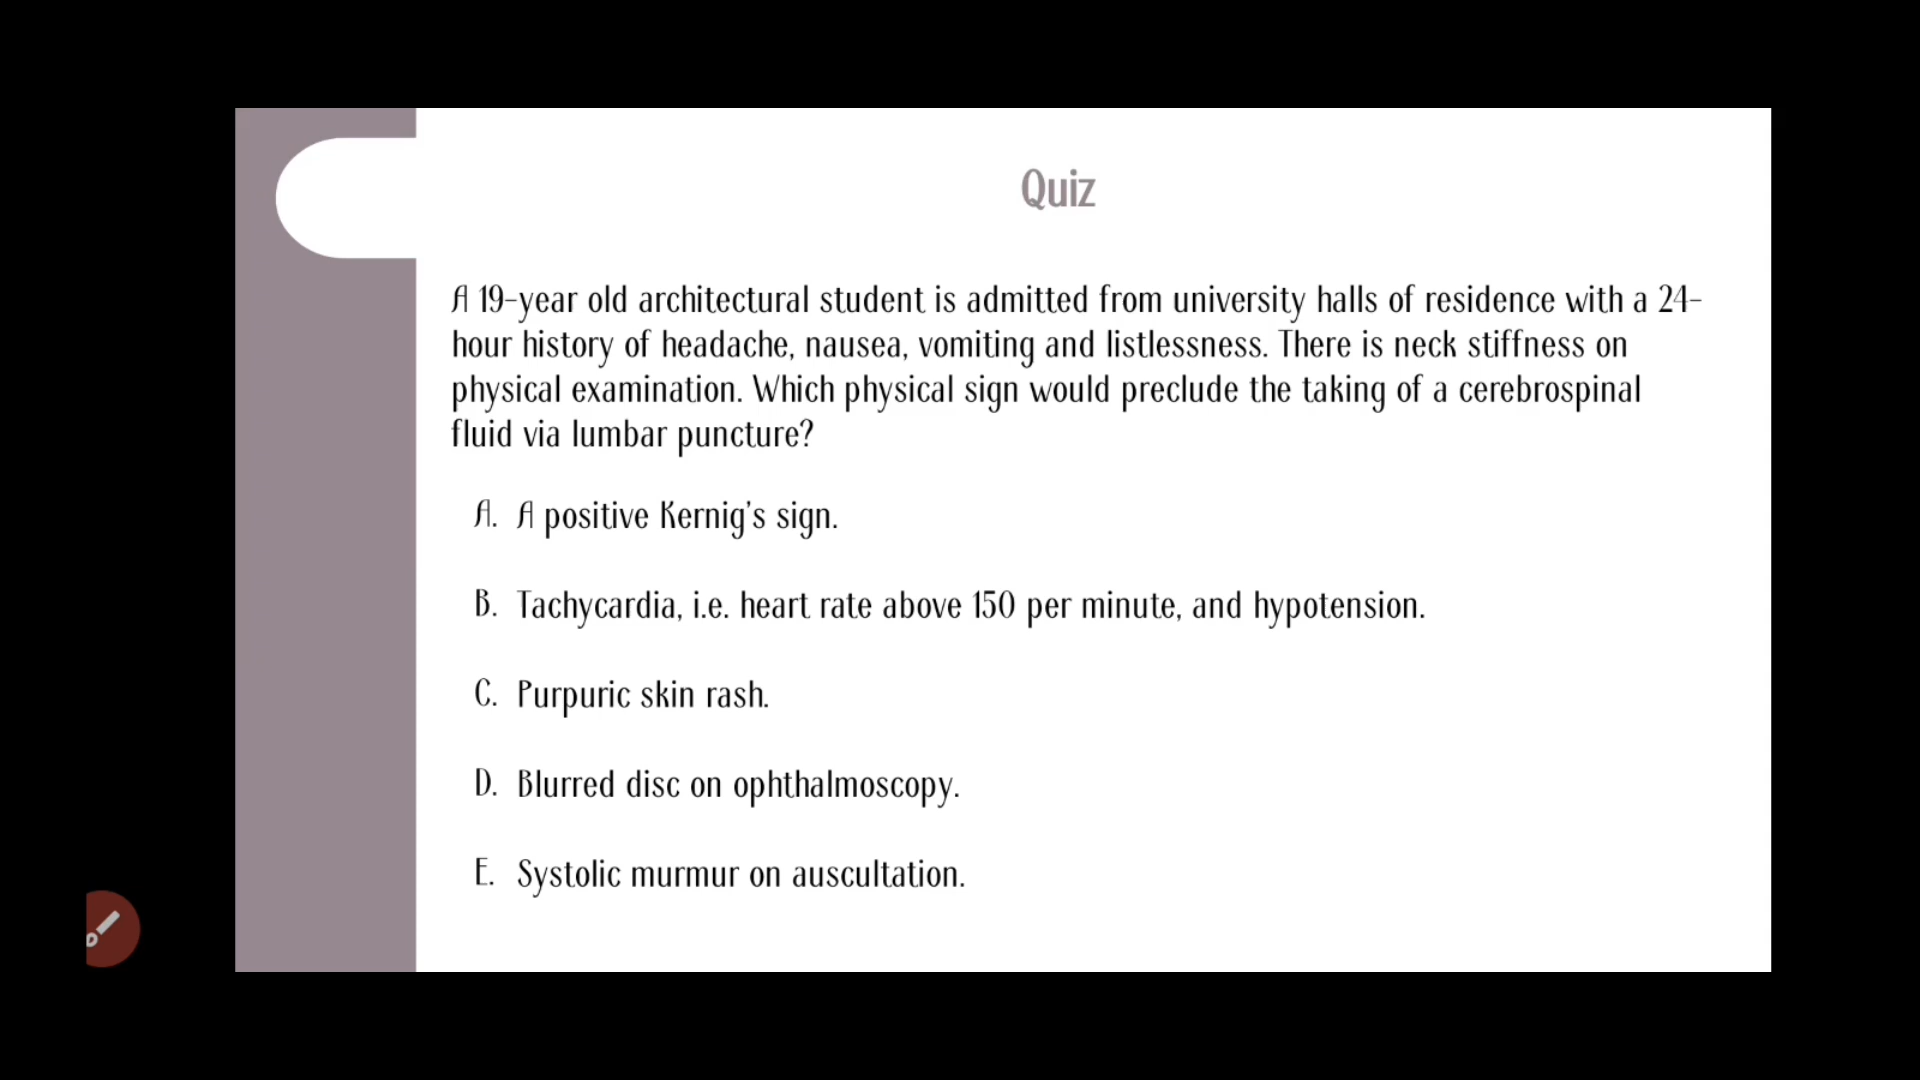 Quiz
A 19-year old architectural student is admitted from university halls of residence with a 24-
hour history of headache, nausea, vomiting and listlessness. There is neck stiffness on
physical examination. Which physical sign would preclude the taking of a cerebrospinal
fluid via lumbar puncture?
A. A positive Kernig's sign.
B. Tachycardia, i.e. heart rate above 150 per minute, and hypotension.
C. Purpuric skin rash.
D. Blurred disc on ophthalmoscopy.
E. Systolic murmur on auscultation.